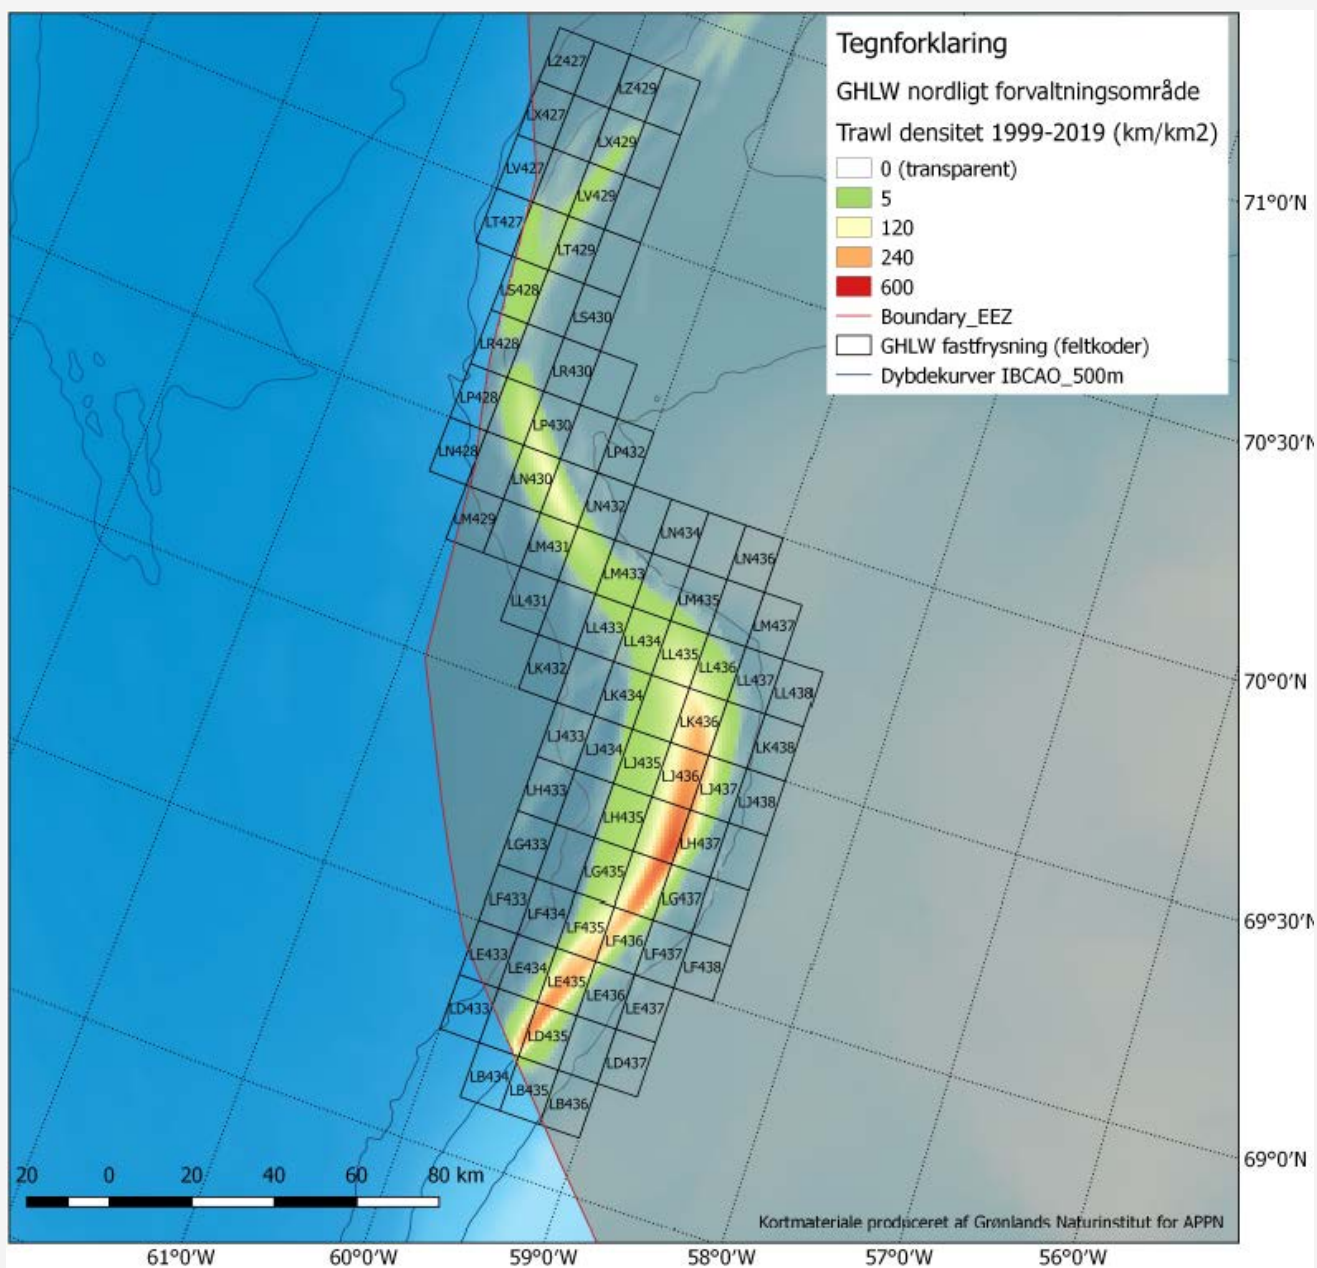 Tegnforklaring
GHLW nordligt forvaltningsområde
Trawl densitet 1999-2019 (km/km2)
0 (transparent)
5
120
240
600
Boundary_EEZ
GHLW fastfrysning (feltkoder)
Dybdekurver IBCAO_500m
LZ427
LZ429
LX427
LX429
LV427
LV429
LT427
LT429
LS428
LS430
LR428
LR430
LP428
LP430
LP432
LN428
LN430
LN432
LN434
LN436
LM429
LM431
LM433
LM435
LM437
LL431
LL433
LL434
LL435
LL436
LL437
LL438
LK432
LK434
LK436
LK438
LJ433
LJ434
LJ435
LJ436
LJ437
LJ438
LH433
LH435
LH437
LG433
LG435
LG437
LF433
LF434
LF435
LF436
LF437
LF438
LE433
LE434
LE435
LE436
LE437
LD433
LD435
LD437
LB434
LB435
LB436
71°0'N
70°30'N
70°0'N
69°30'N
69°0'N
20 0 20 40 60 80 km
Kortmateriale produceret af Grønlands Naturinstitut for APPN
61°0'W 60°0'W 59°0'W 58°0'W 57°0'W 56°0'W